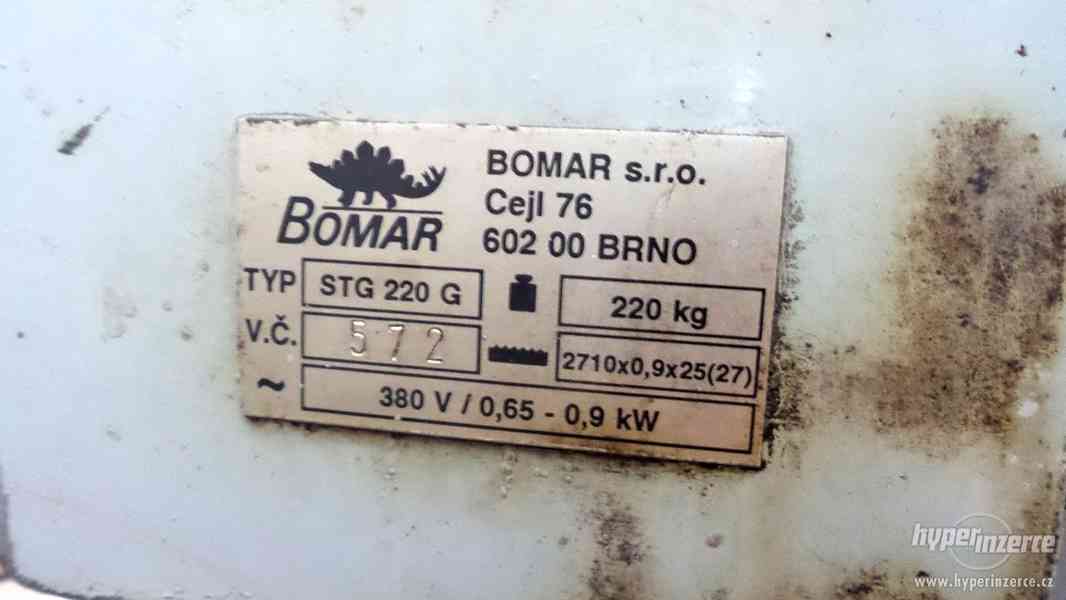 BOMAR
BOMAR s.r.o.
Cejl 76
602 00 BRNO
TYP STG 220 G
220 kg
V.Č. 572
2710x0,9x25(27)
~ 380 V / 0,65 - 0,9 kW
hyperinzerce
www.hyperinzerce.cz